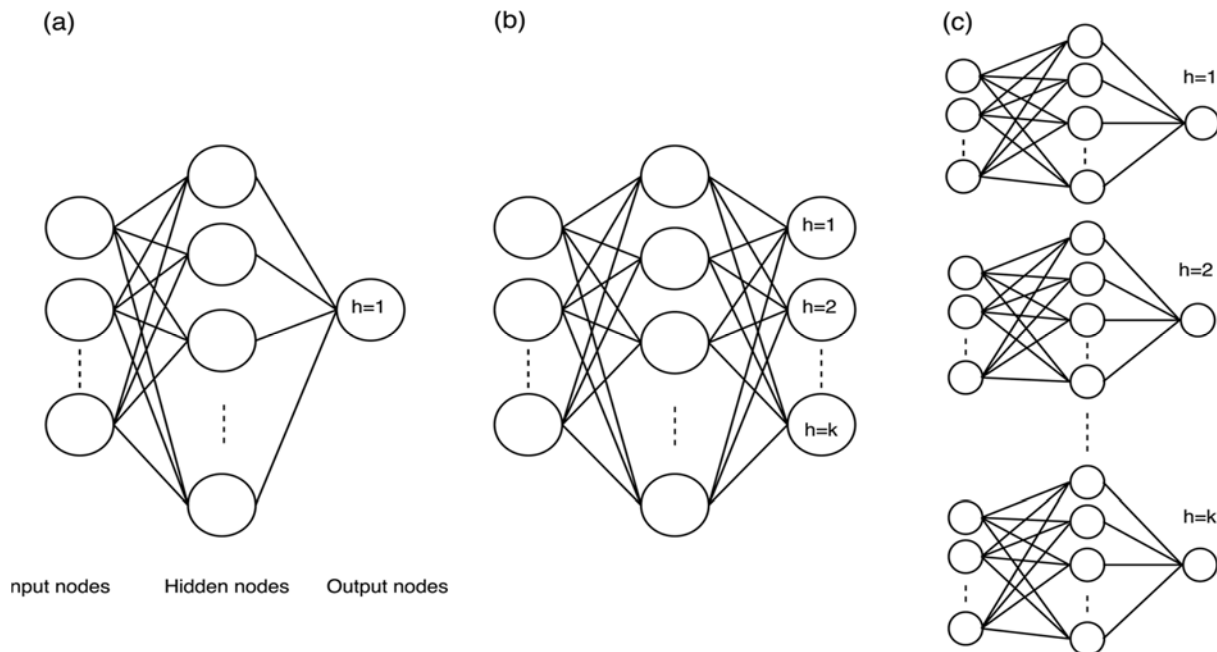 (a)
(b)
(c)
h=1
h=1
h=2
h=k
h=1
h=2
h=k
nput nodes
Hidden nodes
Output nodes